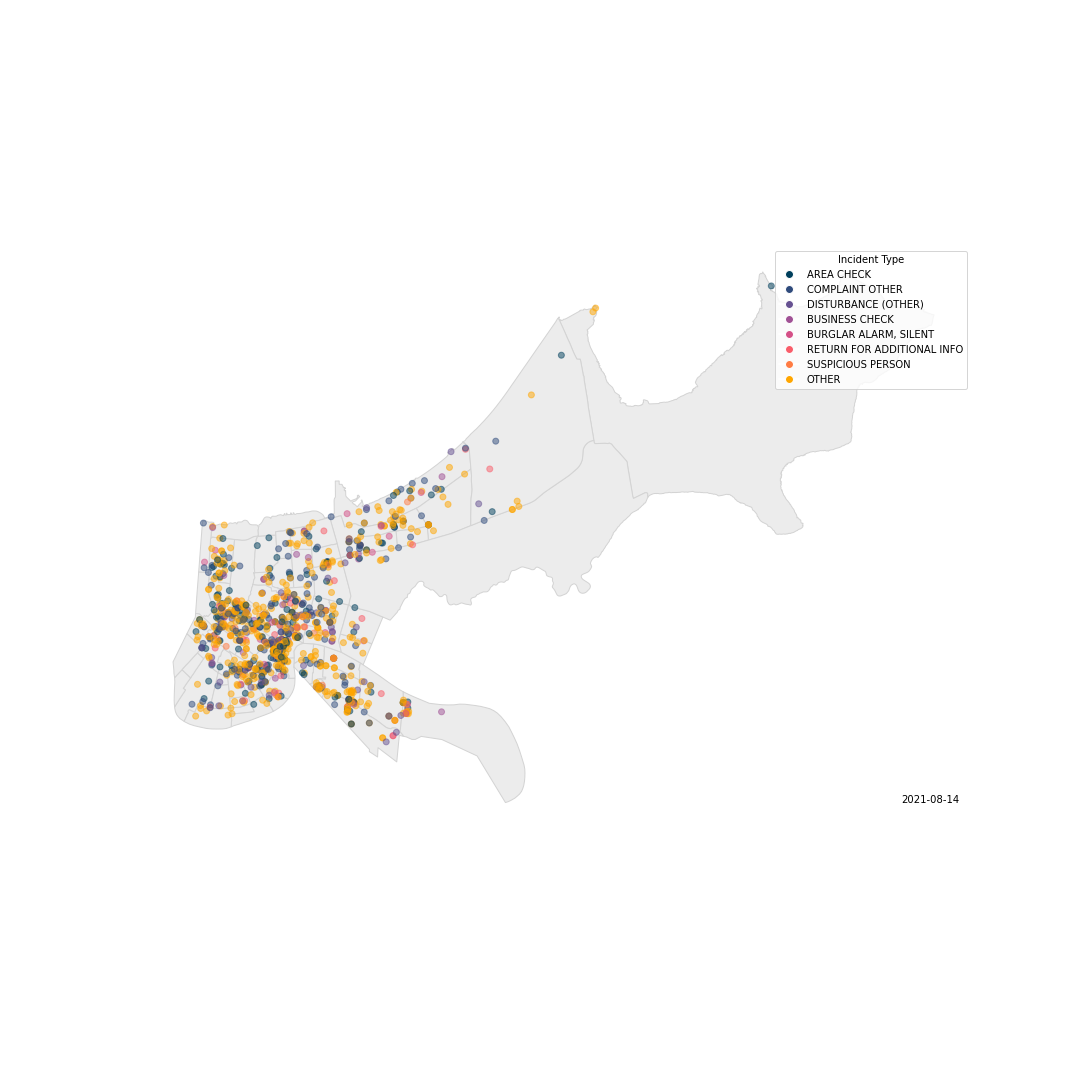 Incident Type
AREA CHECK
COMPLAINT OTHER
DISTURBANCE (OTHER)
BUSINESS CHECK
BURGLAR ALARM, SILENT
RETURN FOR ADDITIONAL INFO
SUSPICIOUS PERSON
OTHER
2021-08-14